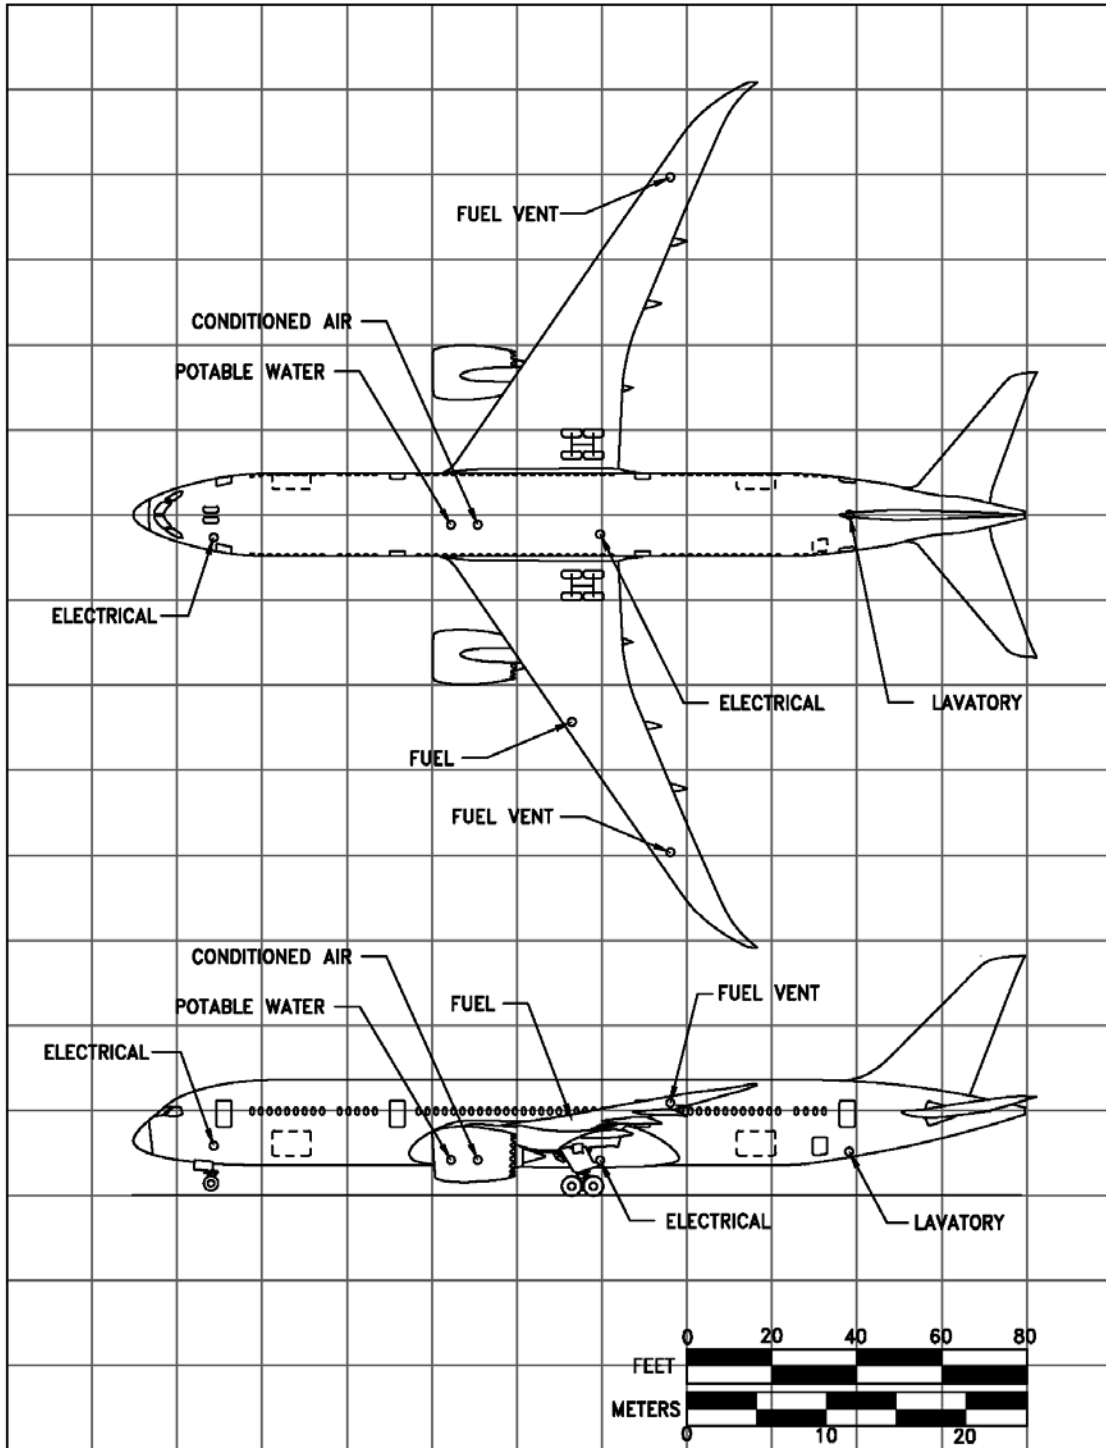 FUEL VENT
CONDITIONED AIR
POTABLE WATER
ELECTRICAL
ELECTRICAL
LAVATORY
FUEL
FUEL VENT
CONDITIONED AIR
FUEL VENT
POTABLE WATER
FUEL
ELECTRICAL
ELECTRICAL
LAVATORY
0 20 40 60 80
FEET
METERS
0 10 20